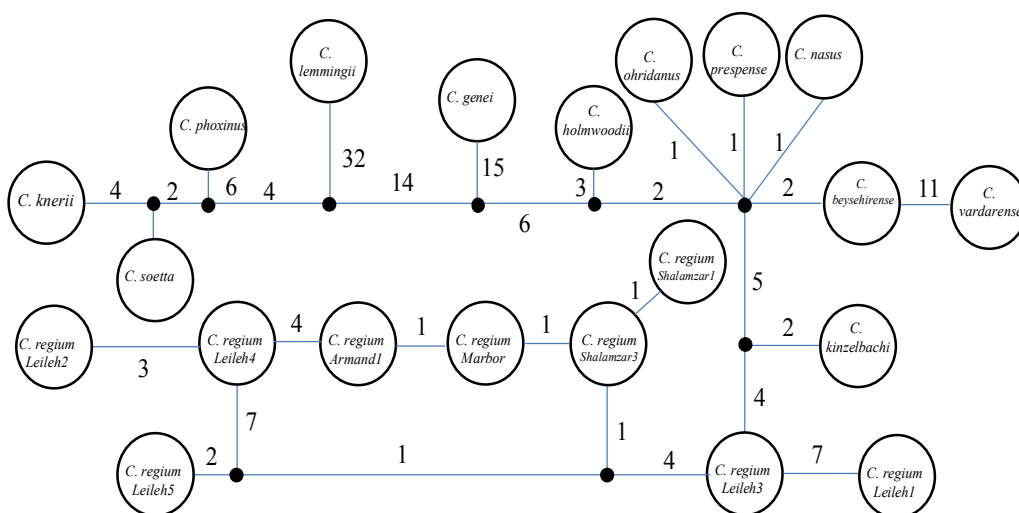 C.
lemmingii
C.
ohridanus
C.
prespense
C. nasus
C. genei
C.
holmwoodii
C. phoxinus
1
1
1
32
15
14
4
2
6
4
3
2
2
11
C. knerii
C.
beysehirense
C.
vardarense
6
C. soetta
C. regium
Shalamzar1
5
1
C. regium
Leileh2
3
C. regium
Leileh4
4
C. regium
Armand1
1
C. regium
Marbor
1
C. regium
Shalamzar3
2
C.
kinzelbachi
4
7
1
C. regium
Leileh5
2
1
4
C. regium
Leileh3
7
C. regium
Leileh1